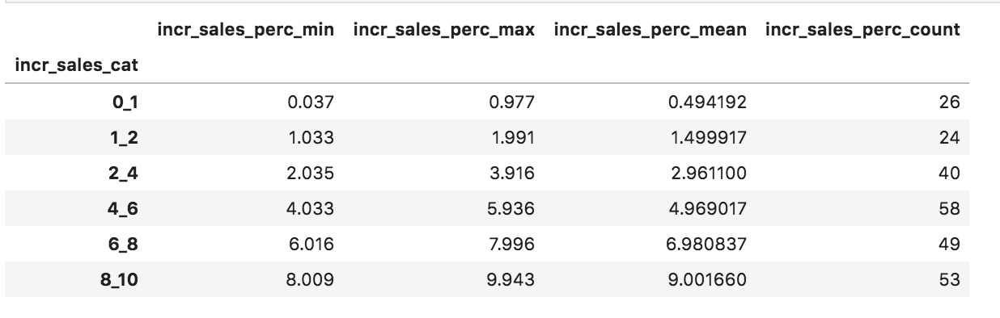 incr_sales_perc_min incr_sales_perc_max incr_sales_perc_mean incr_sales_perc_count
incr_sales_cat
0_1 0.037 0.977 0.494192 26
1_2 1.033 1.991 1.499917 24
2_4 2.035 3.916 2.961100 40
4_6 4.033 5.936 4.969017 58
6_8 6.016 7.996 6.980837 49
8_10 8.009 9.943 9.001660 53